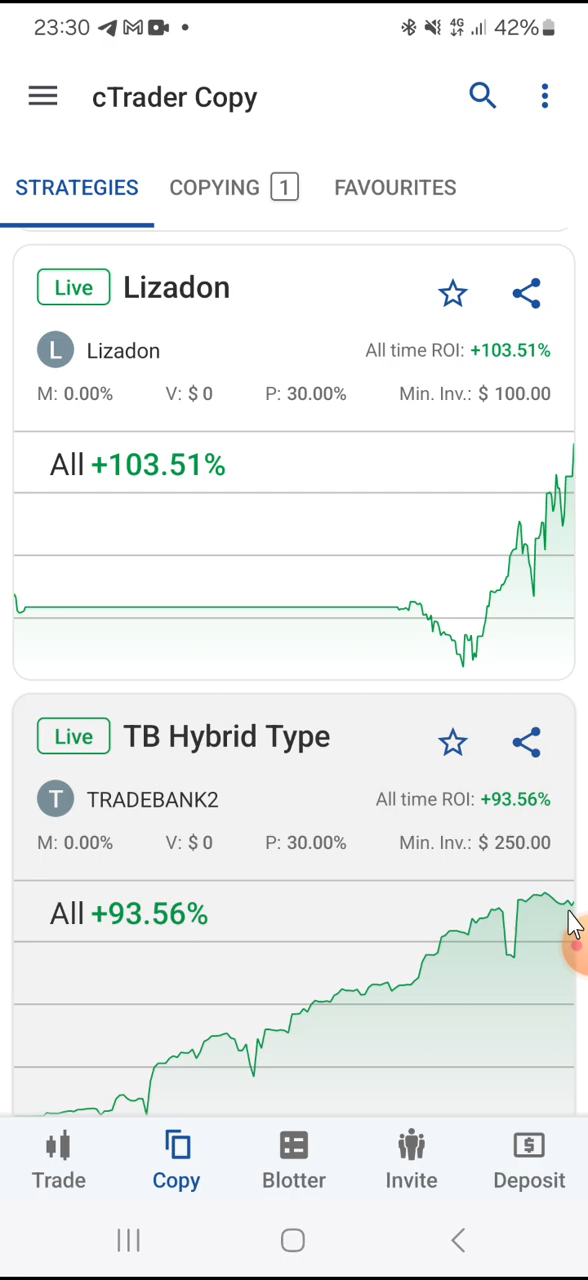 23:30 4G 42%
cTrader Copy
STRATEGIES COPYING 1 FAVOURITES
Live Lizadon
L Lizadon All time ROI: +103.51%
M: 0.00% V: $ 0 P: 30.00% Min. Inv.: $ 100.00
All +103.51%
Live TB Hybrid Type
T TRADEBANK2 All time ROI: +93.56%
M: 0.00% V: $ 0 P: 30.00% Min. Inv.: $ 250.00
All +93.56%
Trade Copy Blotter Invite Deposit